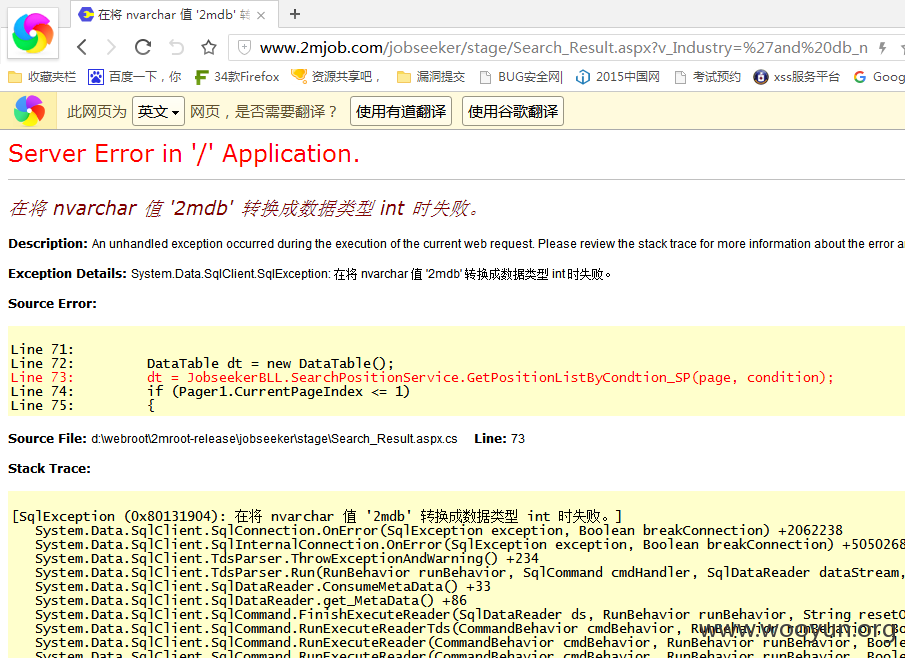 在将 nvarchar 值 '2mdb' 转
www.2mjob.com/jobseeker/stage/Search_Result.aspx?v_Industry=%27and%20db_n
收藏夹栏 百度一下，你 34款Firefox 资源共享吧， 漏洞提交 BUG安全网| 2015中国网 考试预约 xss服务平台 Goog
此网页为 英文 网页，是否需要翻译？ 使用有道翻译 使用谷歌翻译
Server Error in '/' Application.
在将 nvarchar 值 '2mdb' 转换成数据类型 int 时失败。
Description: An unhandled exception occurred during the execution of the current web request. Please review the stack trace for more information about the error a
Exception Details: System.Data.SqlClient.SqlException: 在将 nvarchar 值 '2mdb' 转换成数据类型 int 时失败。
Source Error:
Line 71:
Line 72: DataTable dt = new DataTable();
Line 73: dt = JobseekerBLL.SearchPositionService.GetPositionListByCondtion_SP(page, condition);
Line 74: if (Pager1.CurrentPageIndex <= 1)
Line 75: {
Source File: d:\webroot\2mroot-release\jobseeker\stage\Search_Result.aspx.cs Line: 73
Stack Trace:
[SqlException (0x80131904): 在将 nvarchar 值 '2mdb' 转换成数据类型 int 时失败。]
System.Data.SqlClient.SqlConnection.OnError(SqlException exception, Boolean breakConnection) +2062238
System.Data.SqlClient.SqlInternalConnection.OnError(SqlException exception, Boolean breakConnection) +5050268
System.Data.SqlClient.TdsParser.ThrowExceptionAndWarning() +234
System.Data.SqlClient.TdsParser.Run(RunBehavior runBehavior, SqlCommand cmdHandler, SqlDataReader dataStream,
System.Data.SqlClient.SqlDataReader.ConsumeMetaData() +33
System.Data.SqlClient.SqlDataReader.get_MetaData() +86
System.Data.SqlClient.SqlCommand.FinishExecuteReader(SqlDataReader ds, RunBehavior runBehavior, String resetO
System.Data.SqlClient.SqlCommand.RunExecuteReaderTds(CommandBehavior cmdBehavior, RunBehavior runBehavior, Bo
System.Data.SqlClient.SqlCommand.RunExecuteReader(CommandBehavior cmdBehavior, RunBehavior runBehavior, Boo
System.Data.SqlClient.SqlCommand.RunExecuteReader(CommandBehavior cmdBehavior, RunBehavior runBehavior, Boo
www.wooyun.org